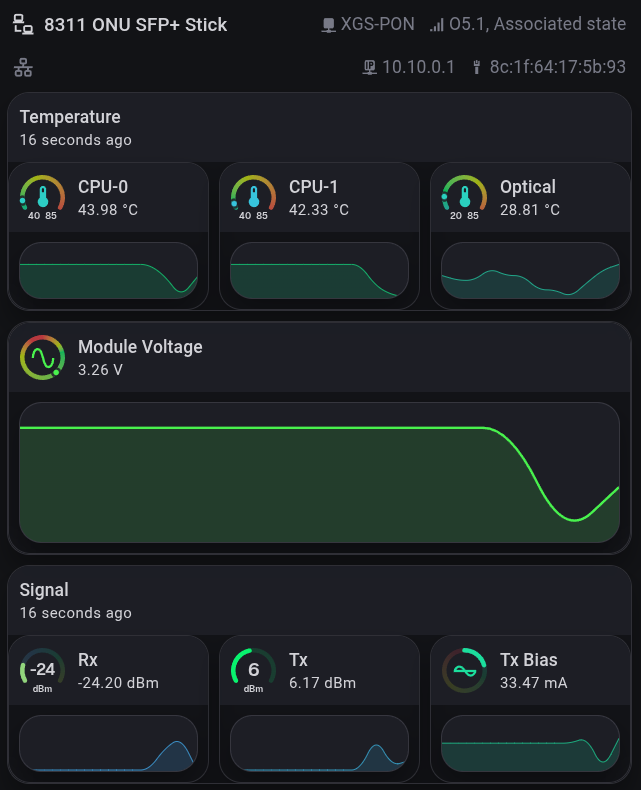 8311 ONU SFP+ Stick XGS-PON O5.1, Associated state
10.10.0.1 8c:1f:64:17:5b:93
Temperature
16 seconds ago
CPU-0
43.98 °C
40 85
CPU-1
42.33 °C
40 85
Optical
28.81 °C
20 85
Module Voltage
3.26 V
Signal
16 seconds ago
-24
dBm
Rx
-24.20 dBm
6
dBm
Tx
6.17 dBm
Tx Bias
33.47 mA